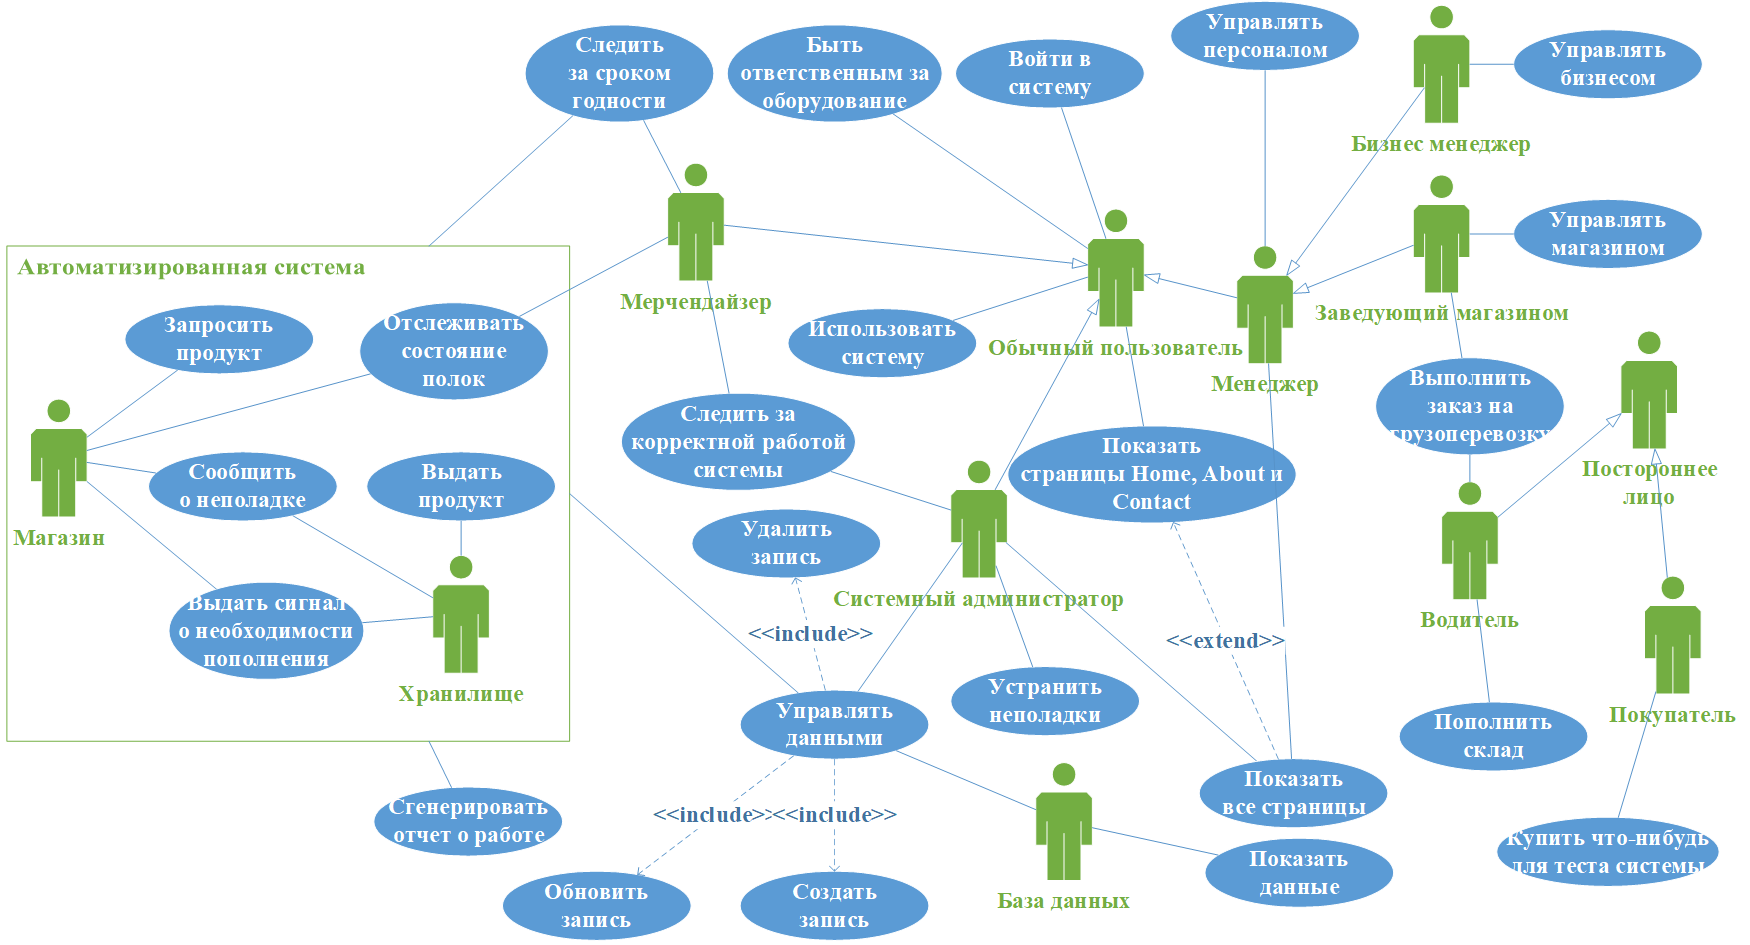 Следить
за сроком
годности
Быть
ответственным за
оборудование
Войти в
систему
Управлять
персоналом
Управлять
бизнесом
Бизнес менеджер
Управлять
магазином
Заведующий магазином
Автоматизированная система
Мерчендайзер
Запросить
продукт
Отслеживать
состояние
полок
Использовать
систему
Обычный пользователь
Менеджер
Выполнить
заказ на
грузоперевозку
Постороннее
лицо
Следить за
корректной работой
системы
Показать
страницы Home, About и
Contact
Сообщить
о неполадке
Выдать
продукт
Магазин
Удалить
запись
Системный администратор
Водитель
Выдать сигнал
о необходимости
пополнения
Хранилище
<<include>>
<<extend>>
Управлять
данными
Устранить
неполадки
Пополнить
склад
Покупатель
Сгенерировать
отчет о работе
<<include>>
<<include>>
Показать
все страницы
Купить что-нибудь
для теста системы
Обновить
запись
Создать
запись
База данных
Показать
данные